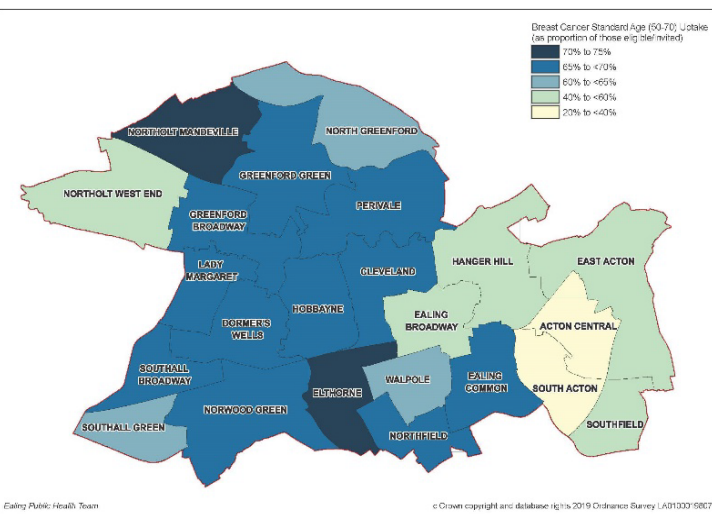 Breast Cancer Standard Age (50-70) Uptake
(as proportion of those eligible/invited)
70% to 75%
65% to <70%
60% to <65%
40% to <60%
20% to <40%
NORTHOLT MANDEVILLE
NORTH GREENFORD
GREENFORD GREEN
NORTHOLT WEST END
PERIVALE
GREENFORD
BROADWAY
HANGER HILL
EAST ACTON
LADY
MARGARET
CLEVELAND
HOBBAYNE
EALING
BROADWAY
DORMER'S
WELLS
ACTON CENTRAL
SOUTHALL
BROADWAY
ELTHORNE
WALPOLE
EALING
COMMON
SOUTH ACTON
NORWOOD GREEN
SOUTHALL GREEN
NORTHFIELD
SOUTHFIELD
Ealing Public Health Team
c Crown copyright and database rights 2019 Ordnance Survey LA0100019807